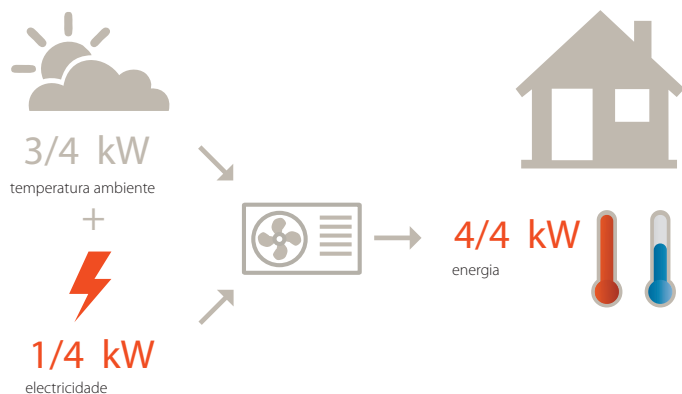 3/4 kW
temperatura ambiente
+
1/4 kW
electricidade
4/4 kW
energia